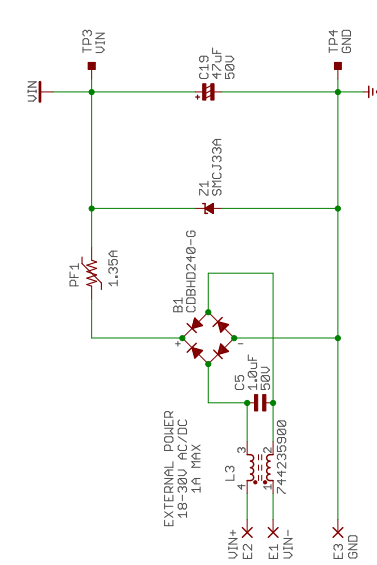 VIN
TP3
VIN
TP4
GND
C19
47uF
50V
+
Z1
SMCJ33A
PF1
1.35A
B1
CDBHD240-G
+
-
C5
1.0uF
50V
EXTERNAL POWER
18-30V AC/DC
1A MAX
L3
3
4
2
1
744235900
VIN+
E2
E1
VIN-
E3
GND